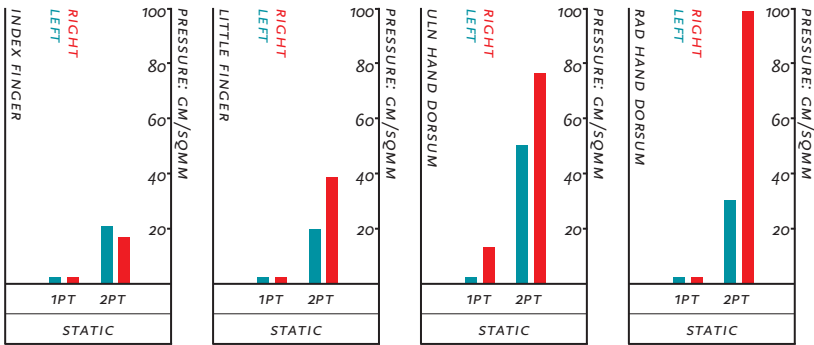 INDEX FINGER
LEFT
RIGHT
100
80
60
40
20
PRESSURE: GM/SQMM
1PT 2PT
STATIC
LITTLE FINGER
LEFT
RIGHT
100
80
60
40
20
PRESSURE: GM/SQMM
1PT 2PT
STATIC
ULN HAND DORSUM
LEFT
RIGHT
100
80
60
40
20
PRESSURE: GM/SQMM
1PT 2PT
STATIC
RAD HAND DORSUM
LEFT
RIGHT
100
80
60
40
20
PRESSURE: GM/SQMM
1PT 2PT
STATIC